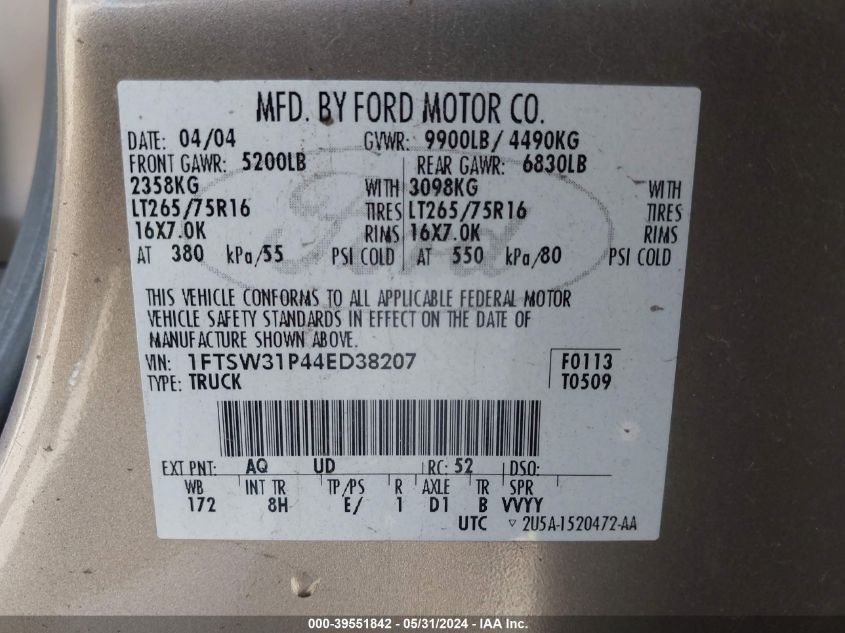 MFD. BY FORD MOTOR CO.
DATE: 04/04 GVWR: 9900LB/ 4490KG
FRONT GAWR: 5200LB REAR GAWR: 6830LB
2358KG WITH 3098KG WITH
LT265/75R16 TIRES LT265/75R16 TIRES
16X7.0K RIMS 16X7.0K RIMS
AT 380 kPa/55 PSI COLD AT 550 kPa/80 PSI COLD
THIS VEHICLE CONFORMS TO ALL APPLICABLE FEDERAL MOTOR
VEHICLE SAFETY STANDARDS IN EFFECT ON THE DATE OF
MANUFACTURE SHOWN ABOVE.
VIN: 1FTSW31P44ED38207 F0113
TYPE: TRUCK T0509
EXT PNT: AQ UD RC: 52 DSO:
WB INT TR TP/PS R AXLE TR SPR
172 8H E/ 1 D1 B VVYY
UTC ▽ 2U5A-1520472-AA
Ford
000-39551842 / 05/31/2024 - IAA Inc.